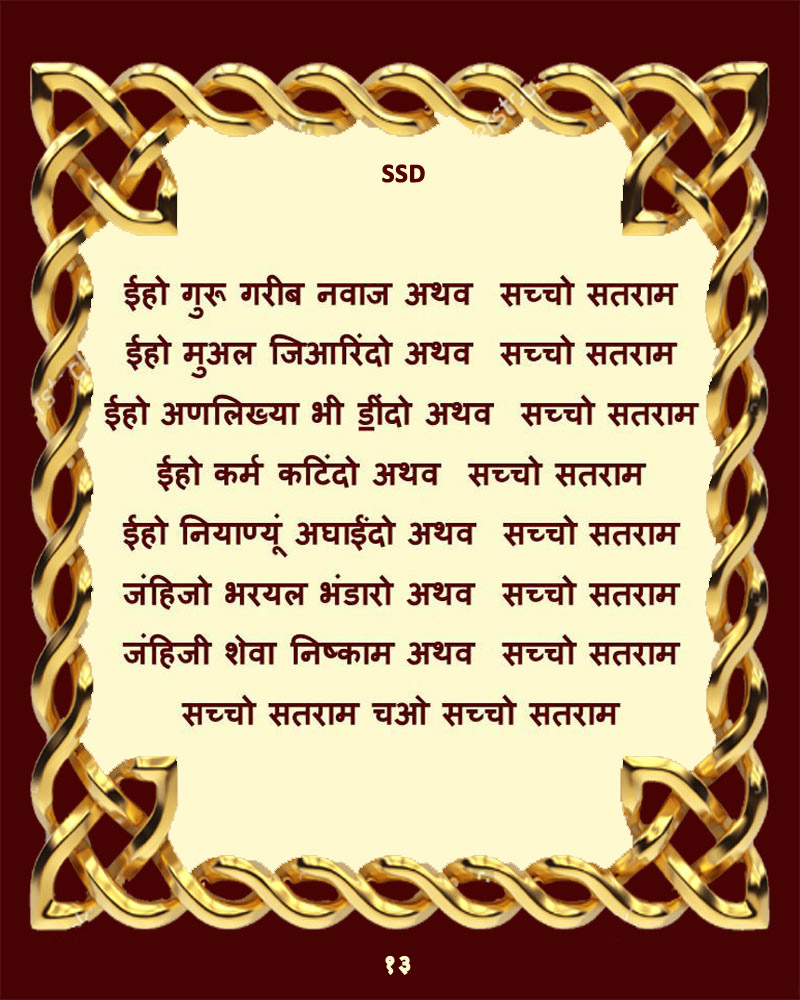 SSD
ईहो गुरू गरीब नवाज अथव सच्चो सतराम
ईहो मुअल जिआरिंदो अथव सच्चो सतराम
ईहो अणलिख्या भी ॾींदो अथव सच्चो सतराम
ईहो कर्म कटिंदो अथव सच्चो सतराम
ईहो नियाण्यूं अघाईंदो अथव सच्चो सतराम
जंहिजो भरयल भंडारो अथव सच्चो सतराम
जंहिजी शेवा निष्काम अथव सच्चो सतराम
सच्चो सतराम चओ सच्चो सतराम
१३